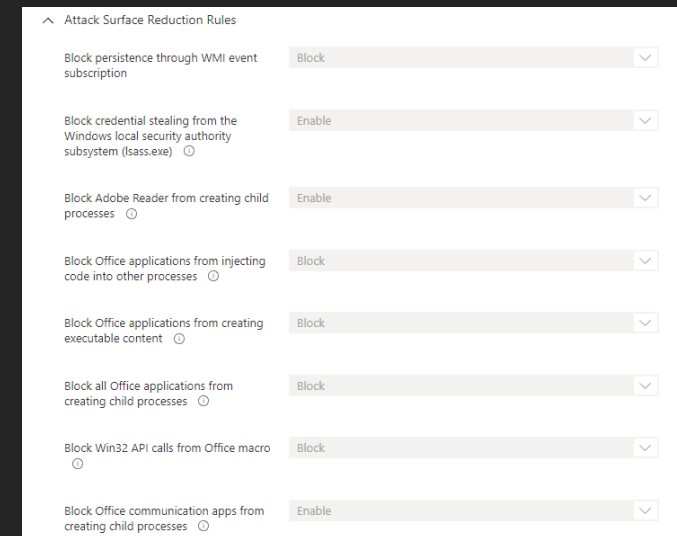 Attack Surface Reduction Rules
Block persistence through WMI event
subscription
Block
Block credential stealing from the
Windows local security authority
subsystem (lsass.exe)
Enable
Block Adobe Reader from creating child
processes
Enable
Block Office applications from injecting
code into other processes
Block
Block Office applications from creating
executable content
Block
Block all Office applications from
creating child processes
Block
Block Win32 API calls from Office macro
Block
Block Office communication apps from
creating child processes
Enable